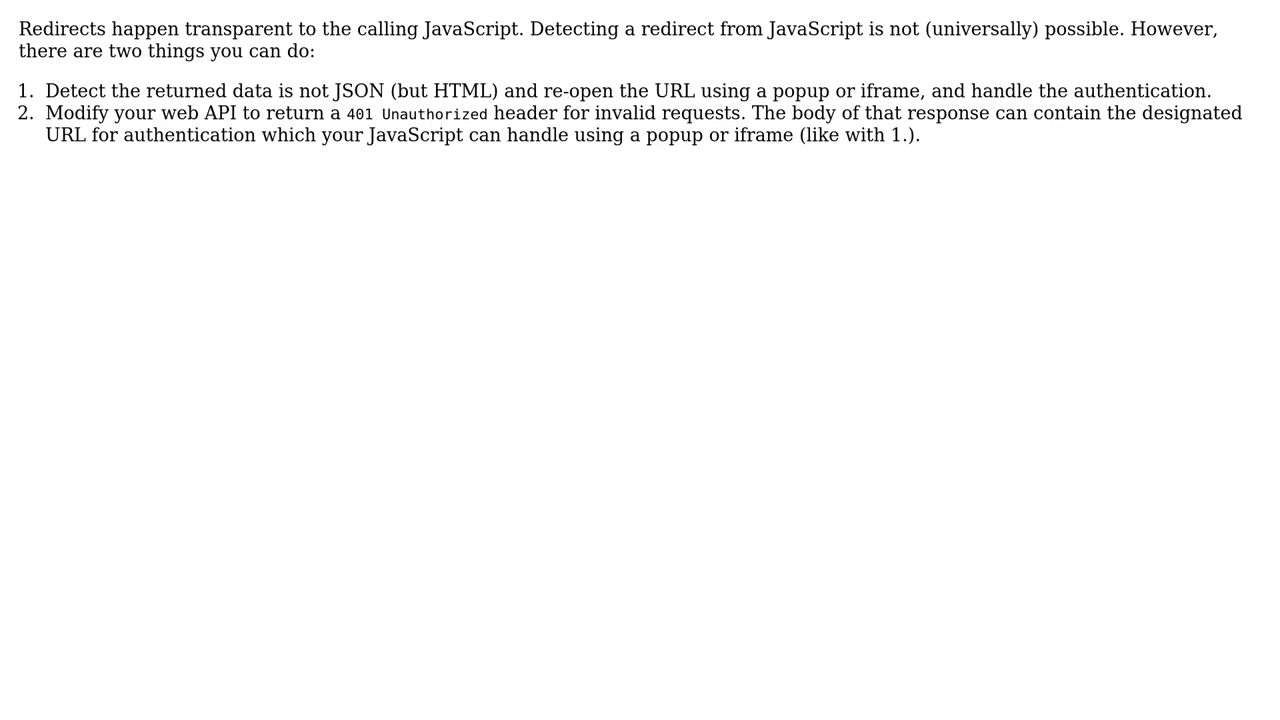 Redirects happen transparent to the calling JavaScript. Detecting a redirect from JavaScript is not (universally) possible. However,
there are two things you can do:
1. Detect the returned data is not JSON (but HTML) and re-open the URL using a popup or iframe, and handle the authentication.
2. Modify your web API to return a 401 Unauthorized header for invalid requests. The body of that response can contain the designated
URL for authentication which your JavaScript can handle using a popup or iframe (like with 1.).